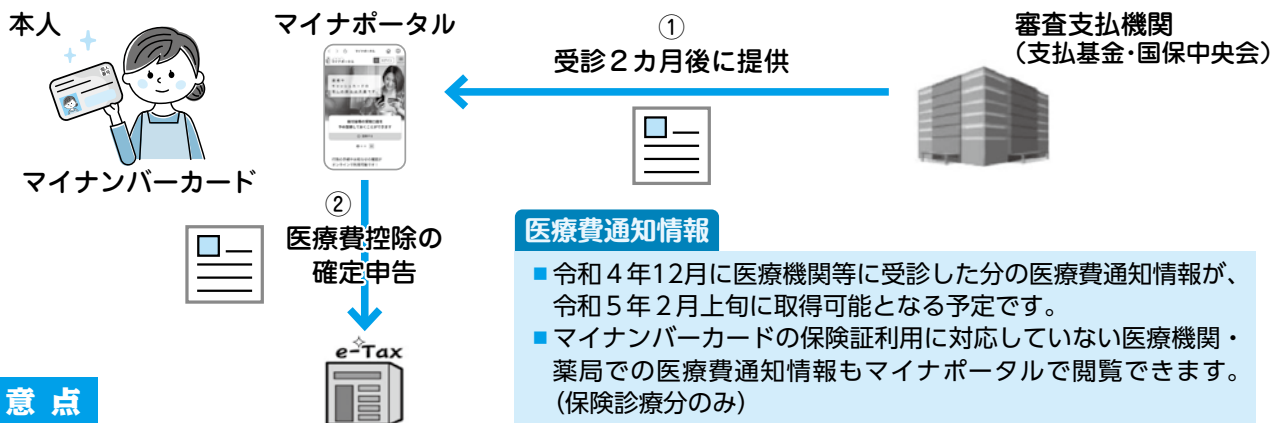 本人
マイナンバーカード
マイナポータル
①
受診２カ月後に提供
審査支払機関
（支払基金・国保中央会）
②
医療費控除の
確定申告
e-Tax
医療費通知情報
■令和４年12月に医療機関等に受診した分の医療費通知情報が、
令和５年２月上旬に取得可能となる予定です。
■マイナンバーカードの保険証利用に対応していない医療機関・
薬局での医療費通知情報もマイナポータルで閲覧できます。
（保険診療分のみ）
意 点